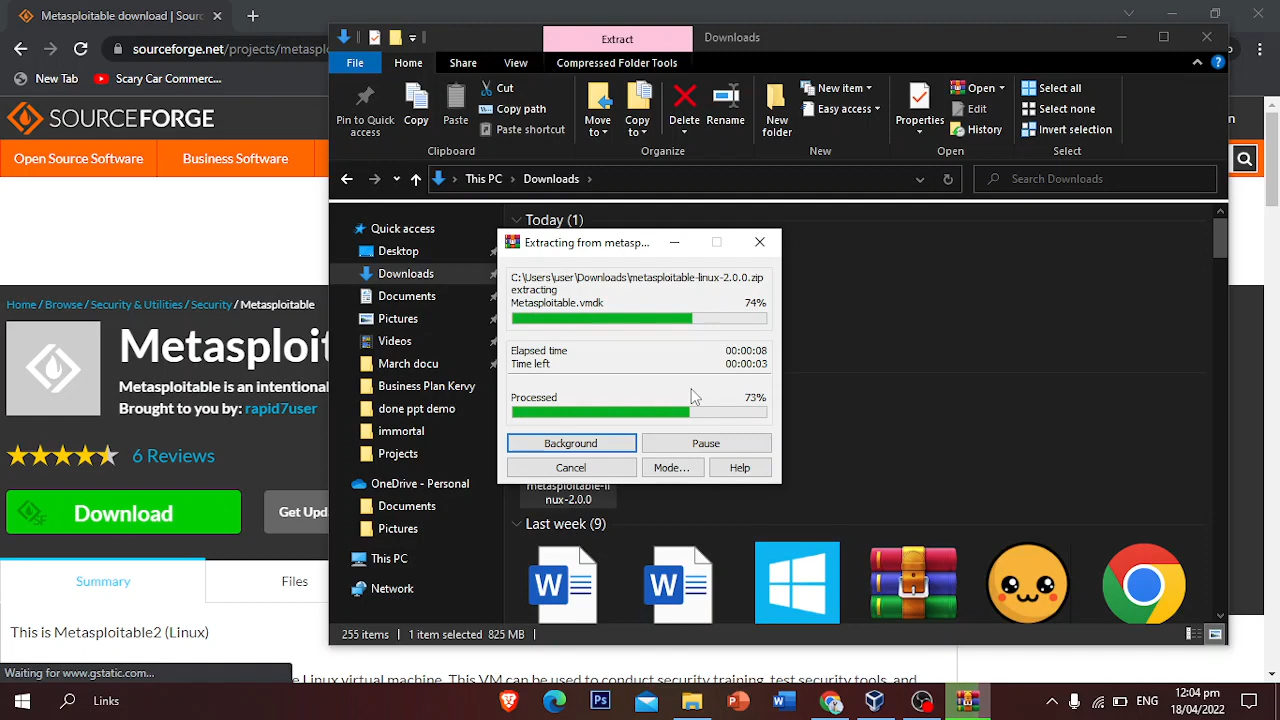 Metasploitable download | Sourc
sourceforge.net/projects/metaspl
New Tab
Scary Car Commerc...
SOURCEFORGE
Open Source Software
Business Software
Home / Browse / Security & Utilities / Security / Metasploitable
Metasploit
Metasploitable is an intentional
Brought to you by: rapid7user
6 Reviews
SF
Download
Get Upd
Summary
Files
This is Metasploitable2 (Linux)
Waiting for www.gstatic.com...
e Linux virtual machine. This VM can be used to conduct security training, test security tools, and
Extract
Downloads
File
Home
Share
View
Compressed Folder Tools
Pin to Quick
access
Copy
Paste
Cut
Copy path
Paste shortcut
Clipboard
Move
to
Copy
to
Delete
Rename
Organize
New
folder
New item
Easy access
New
Properties
Open
Edit
History
Open
Select all
Select none
Invert selection
Select
This PC
Downloads
Search Downloads
Quick access
Desktop
Downloads
Documents
Pictures
Videos
March docu
Business Plan Kervy
done ppt demo
immortal
Projects
OneDrive - Personal
Documents
Pictures
This PC
Network
Today (1)
Extracting from metasp...
C:\Users\user\Downloads\metasploitable-linux-2.0.0.zip
extracting
Metasploitable.vmdk 74%
Elapsed time 00:00:08
Time left 00:00:03
Processed 73%
Background
Pause
Cancel
Mode...
Help
metasploitable-li
nux-2.0.0
Last week (9)
W
W
255 items
1 item selected 825 MB
Links
Ps
ENG
12:04 pm
18/04/2022